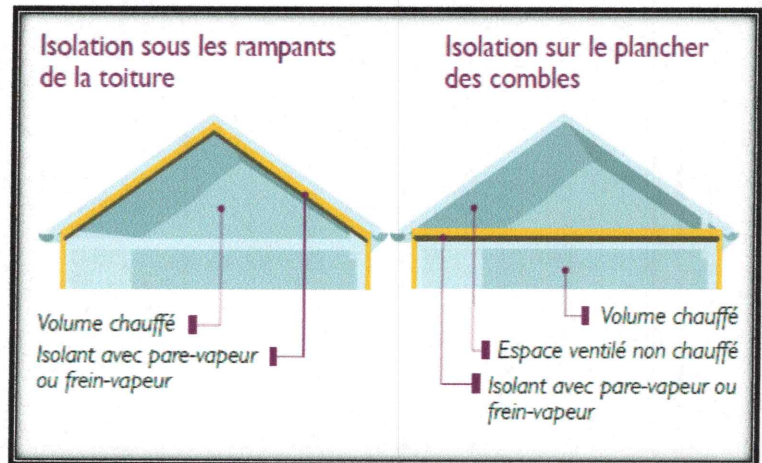 Isolation sous les rampants
de la toiture
Volume chauffé
Isolant avec pare-vapeur
ou frein-vapeur
Isolation sur le plancher
des combles
Volume chauffé
Espace ventilé non chauffé
Isolant avec pare-vapeur ou
frein-vapeur